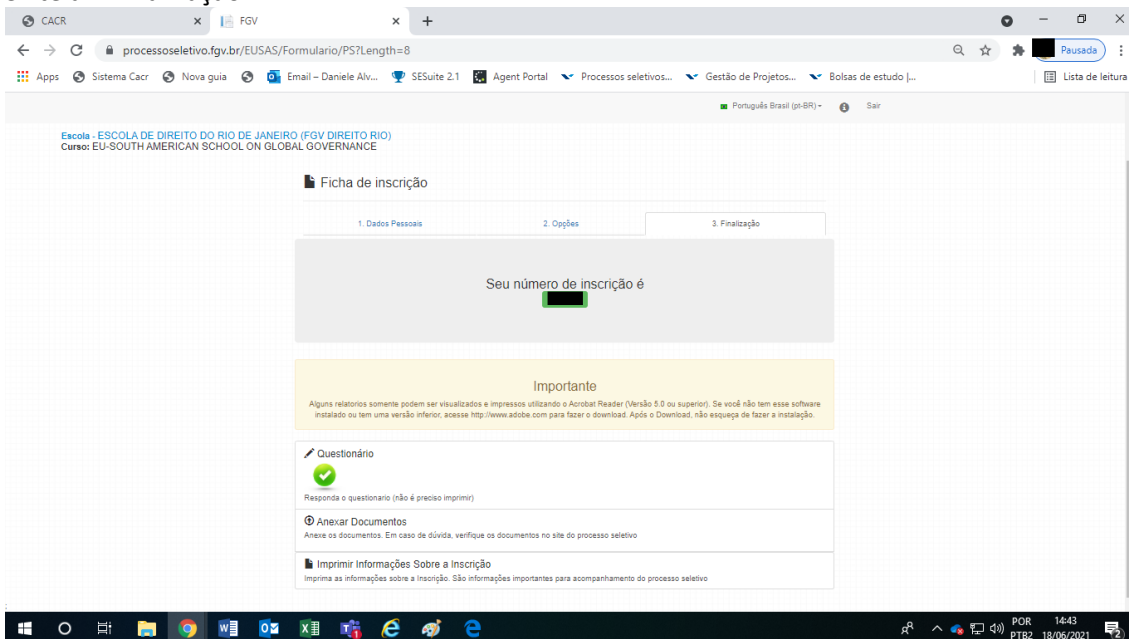 CACR
FGV
processoseletivo.fgv.br/EUSAS/Formulario/PS?Length=8
Pausada
Apps
Sistema Cacr
Nova guia
Email – Daniele Alv...
SESuite 2.1
Agent Portal
Processos seletivos...
Gestão de Projetos...
Bolsas de estudo |...
Lista de leitura
Português Brasil (pt-BR)
Sair
Escola - ESCOLA DE DIREITO DO RIO DE JANEIRO (FGV DIREITO RIO)
Curso: EU-SOUTH AMERICAN SCHOOL ON GLOBAL GOVERNANCE
Ficha de inscrição
1. Dados Pessoais
2. Opções
3. Finalização
Seu número de inscrição é
Importante
Alguns relatorios somente podem ser visualizados e impressos utilizando o Acrobat Reader (Versão 5.0 ou superior). Se você não tem esse software
instalado ou tem uma versão inferior, acesse http://www.adobe.com para fazer o download. Após o Download, não esqueça de fazer a instalação.
Questionário
Responda o questionario (não é preciso imprimir)
Anexar Documentos
Anexe os documentos. Em caso de dúvida, verifique os documentos no site do processo seletivo
Imprimir Informações Sobre a Inscrição
Imprima as informações sobre a Inscrição. São informações importantes para acompanhamento do processo seletivo
POR
PTB2
14:43
18/06/2021
2